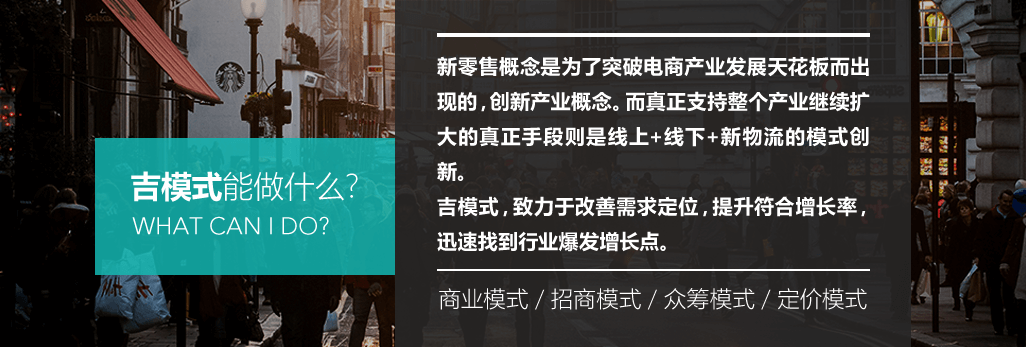 吉模式能做什么?
WHAT CAN I DO?
新零售概念是为了突破电商产业发展天花板而出
现的,创新产业概念。而真正支持整个产业继续扩
大的真正手段则是线上+线下+新物流的模式创
新。
吉模式,致力于改善需求定位,提升符合增长率,
迅速找到行业爆发增长点。
商业模式 / 招商模式 / 众筹模式 / 定价模式